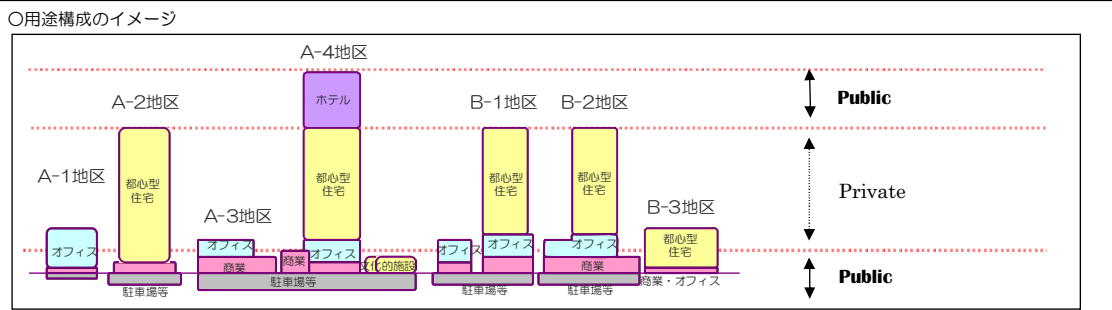 〇用途構成のイメージ
A-4地区
ホテル
Public
A-2地区
B-1地区
B-2地区
A-1地区
都心型
住宅
都心型
住宅
都心型
住宅
都心型
住宅
Private
A-3地区
B-3地区
オフィス
オフィス
オフィス
オフィス
オフィス
オフィス
都心型
住宅
商業
商業
文化的施設
商業
Public
駐車場等
駐車場等
駐車場等
駐車場等
商業・オフィス